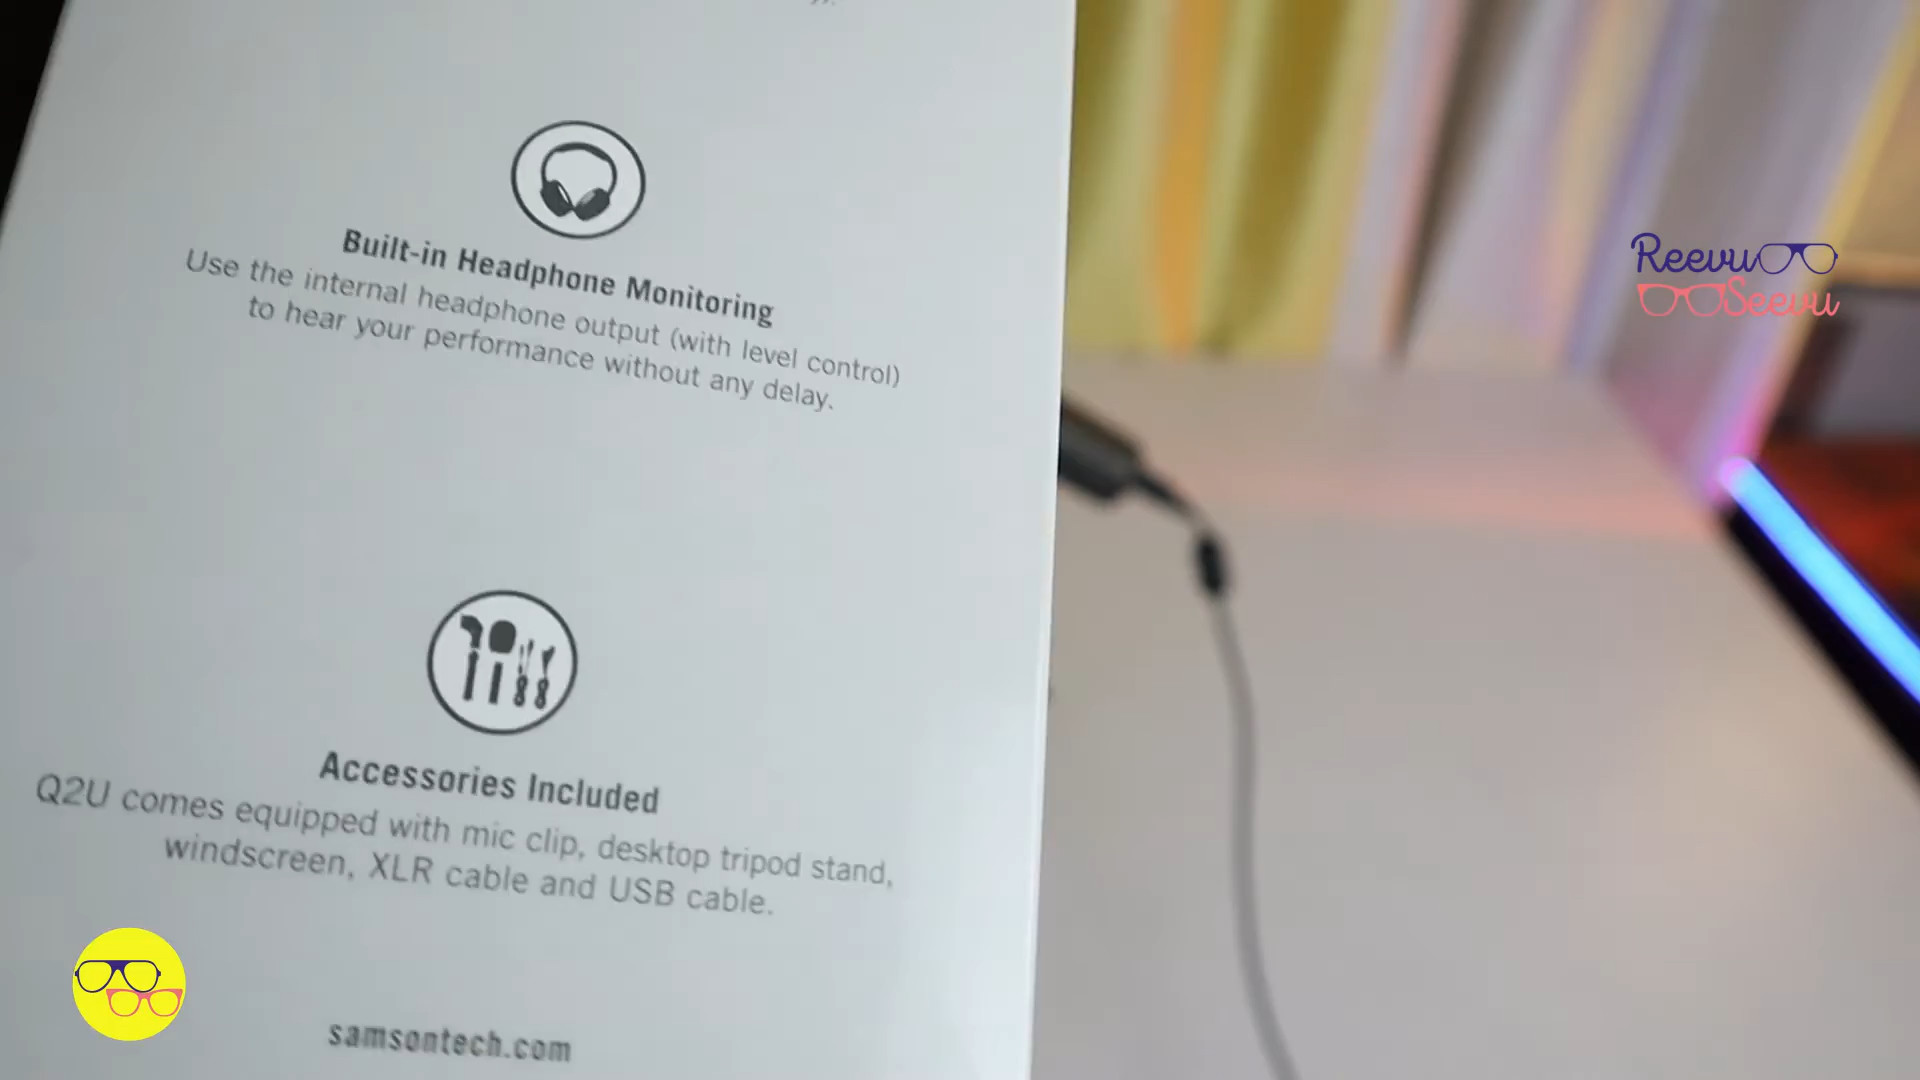 Built-in Headphone Monitoring
Use the internal headphone output (with level control)
to hear your performance without any delay.
Accessories Included
Q2U comes equipped with mic clip, desktop tripod stand,
windscreen, XLR cable and USB cable.
samsontech.com
Reevu
Seevu